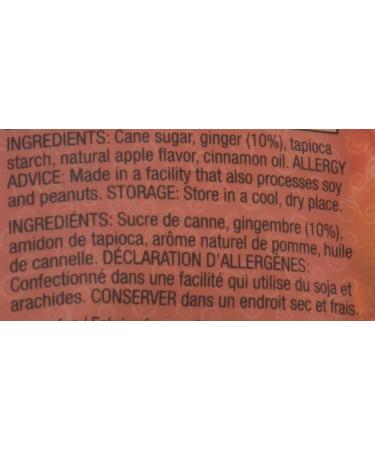 INGREDIENTS: Cane sugar, ginger (10%), tapioca
starch, natural apple flavor, cinnamon oil. ALLERGY
ADVICE: Made in a facility that also processes soy
and peanuts. STORAGE: Store in a cool, dry place.
INGREDIÉNTS: Sucre de canne, gingembre (10%),
amidon de tapioca, arôme naturel de pomme, huile
de cannelle. DÉCLARATION D'ALLERGÈNES:
Confectionné dans une facilité qui utilise du soja et
arachides. CONSERVER dans un endroit sec et frais.